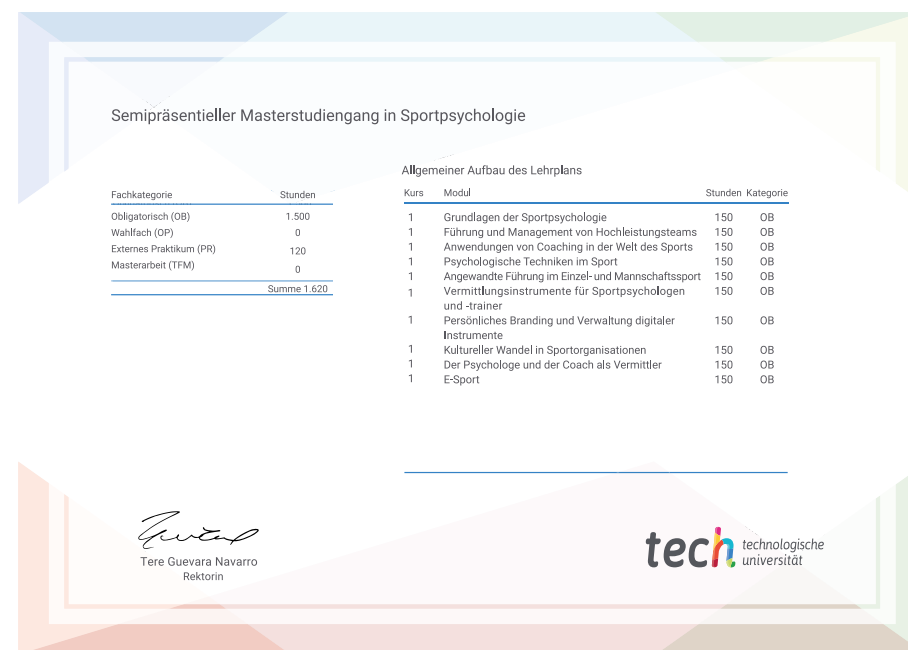 Semipräsentieller Masterstudiengang in Sportpsychologie
Fachkategorie Stunden
Obligatorisch (OB) 1.500
Wahlfach (OP) 0
Externes Praktikum (PR) 120
Masterarbeit (TFM) 0
Summe 1.620
Allgemeiner Aufbau des Lehrplans
Kurs Modul Stunden Kategorie
1 Grundlagen der Sportpsychologie 150 OB
1 Führung und Management von Hochleistungsteams 150 OB
1 Anwendungen von Coaching in der Welt des Sports 150 OB
1 Psychologische Techniken im Sport 150 OB
1 Angewandte Führung im Einzel- und Mannschaftssport 150 OB
1 Vermittlungsinstrumente für Sportpsychologen 150 OB
und -trainer
1 Persönliches Branding und Verwaltung digitaler 150 OB
Instrumente
1 Kultureller Wandel in Sportorganisationen 150 OB
1 Der Psychologe und der Coach als Vermittler 150 OB
1 E-Sport 150 OB
Tere Guevara Navarro
Rektorin
tech technologische
universität